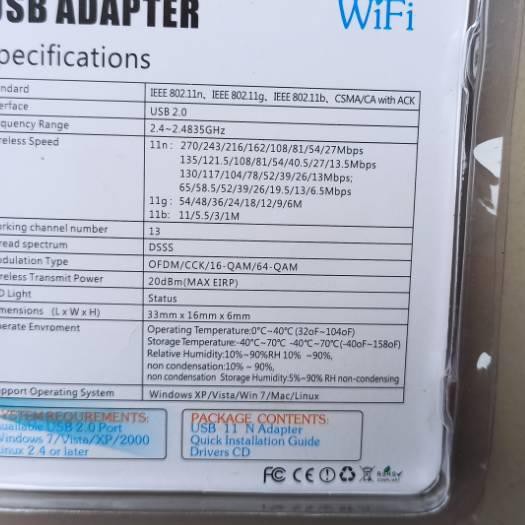 USB ADAPTER
WiFi
pecifications
ndard IEEE 802.11n、IEEE 802.11g、IEEE 802.11b、CSMA/CA with ACK
erface USB 2.0
quency Range 2.4~2.4835GHz
reless Speed 11n: 270/243/216/162/108/81/54/27Mbps
135/121.5/108/81/54/40.5/27/13.5Mbps
130/117/104/78/52/39/26/13Mbps;
65/58.5/52/39/26/19.5/13/6.5Mbps
11g: 54/48/36/24/18/12/9/6M
11b: 11/5.5/3/1M
rking channel number 13
read spectrum DSSS
odulation Type OFDM/CCK/16-QAM/64-QAM
reless Transmit Power 20dBm(MAX EIRP)
D Light Status
mensions (L x W x H) 33mm x 16mm x 6mm
perate Enviroment Operating Temperature:0°C~40°C (32oF~104oF)
Storage Temperature:-40°C~70°C -40°C~70°C(-40oF~158oF)
Relative Humidity:10%~90%RH 10% ~90%,
non condensation:10% ~ 90%,
non condensation Storage Humidity:5%~90% RH non-condensing
pport Operating System Windows XP/Vista/Win 7/Mac/Linux
YSTEM REQUREMENTS:
vailable USB 2.0 Port
Windows 7/Vista/XP/2000
inux 2.4 or later
PACKAGE CONTENTS:
USB 11 N Adapter
Quick Installation Guide
Drivers CD
FC CE